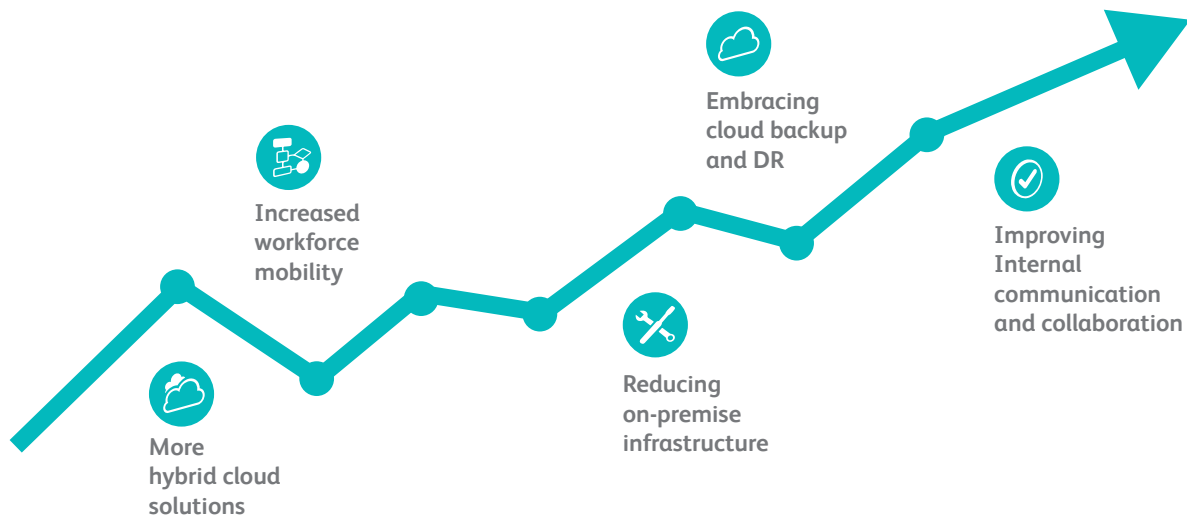 More
hybrid cloud
solutions
Increased
workforce
mobility
Reducing
on-premise
infrastructure
Embracing
cloud backup
and DR
Improving
Internal
communication
and collaboration